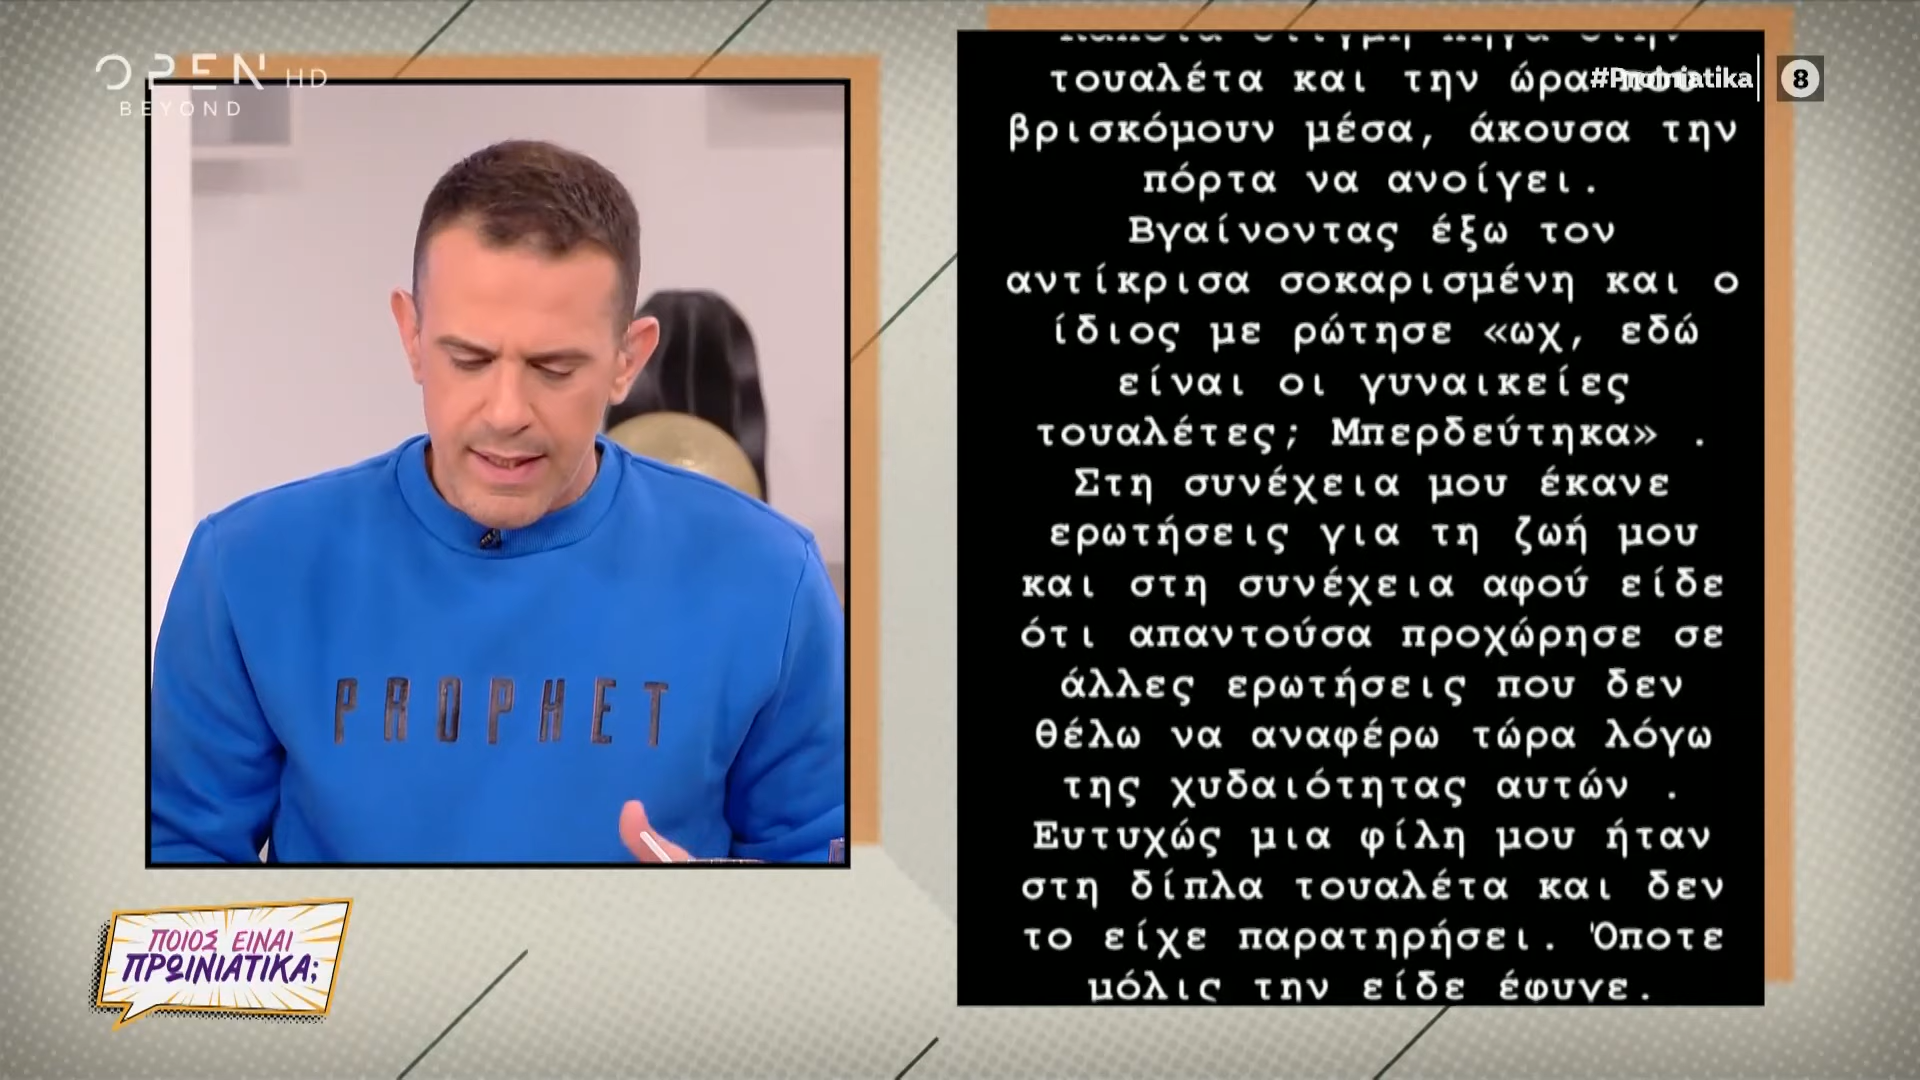 OPEN HD
BEYOND
#Proiniatika
8
τουαλέτα και την ώρα που
βρισκόμουν μέσα, άκουσα την
πόρτα να ανοίγει.
Βγαίνοντας έξω τον
αντίκρισα σοκαρισμένη και ο
ίδιος με ρώτησε «ωχ, εδώ
είναι οι γυναικείες
τουαλέτες; Μπερδεύτηκα» .
Στη συνέχεια μου έκανε
ερωτήσεις για τη ζωή μου
και στη συνέχεια αφού είδε
ότι απαντούσα προχώρησε σε
άλλες ερωτήσεις που δεν
θέλω να αναφέρω τώρα λόγω
της χυδαιότητας αυτών .
Ευτυχώς μια φίλη μου ήταν
στη δίπλα τουαλέτα και δεν
το είχε παρατηρήσει. Όποτε
μόλις την είδε έφυγε.
PROPHET
ΠΟΙΟΣ ΕΙΝΑΙ
ΠΡΩΙΝΙΑΤΙΚΑ;